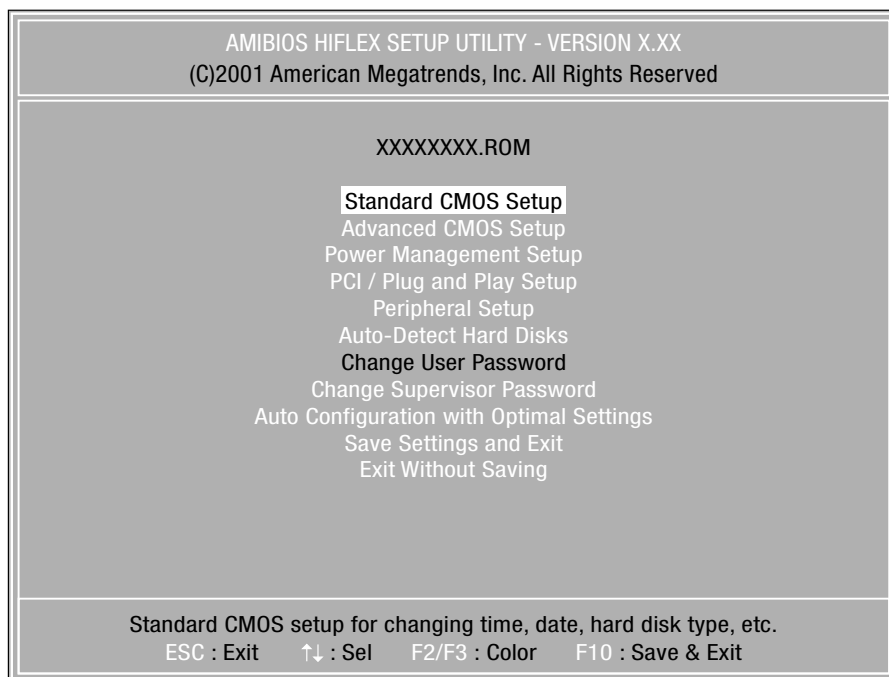 AMIBIOS HIFLEX SETUP UTILITY - VERSION X.XX
(C)2001 American Megatrends, Inc. All Rights Reserved
XXXXXXXX.ROM
Standard CMOS Setup
Advanced CMOS Setup
Power Management Setup
PCI / Plug and Play Setup
Peripheral Setup
Auto-Detect Hard Disks
Change User Password
Change Supervisor Password
Auto Configuration with Optimal Settings
Save Settings and Exit
Exit Without Saving
Standard CMOS setup for changing time, date, hard disk type, etc.
ESC : Exit ↑↓ : Sel F2/F3 : Color F10 : Save & Exit